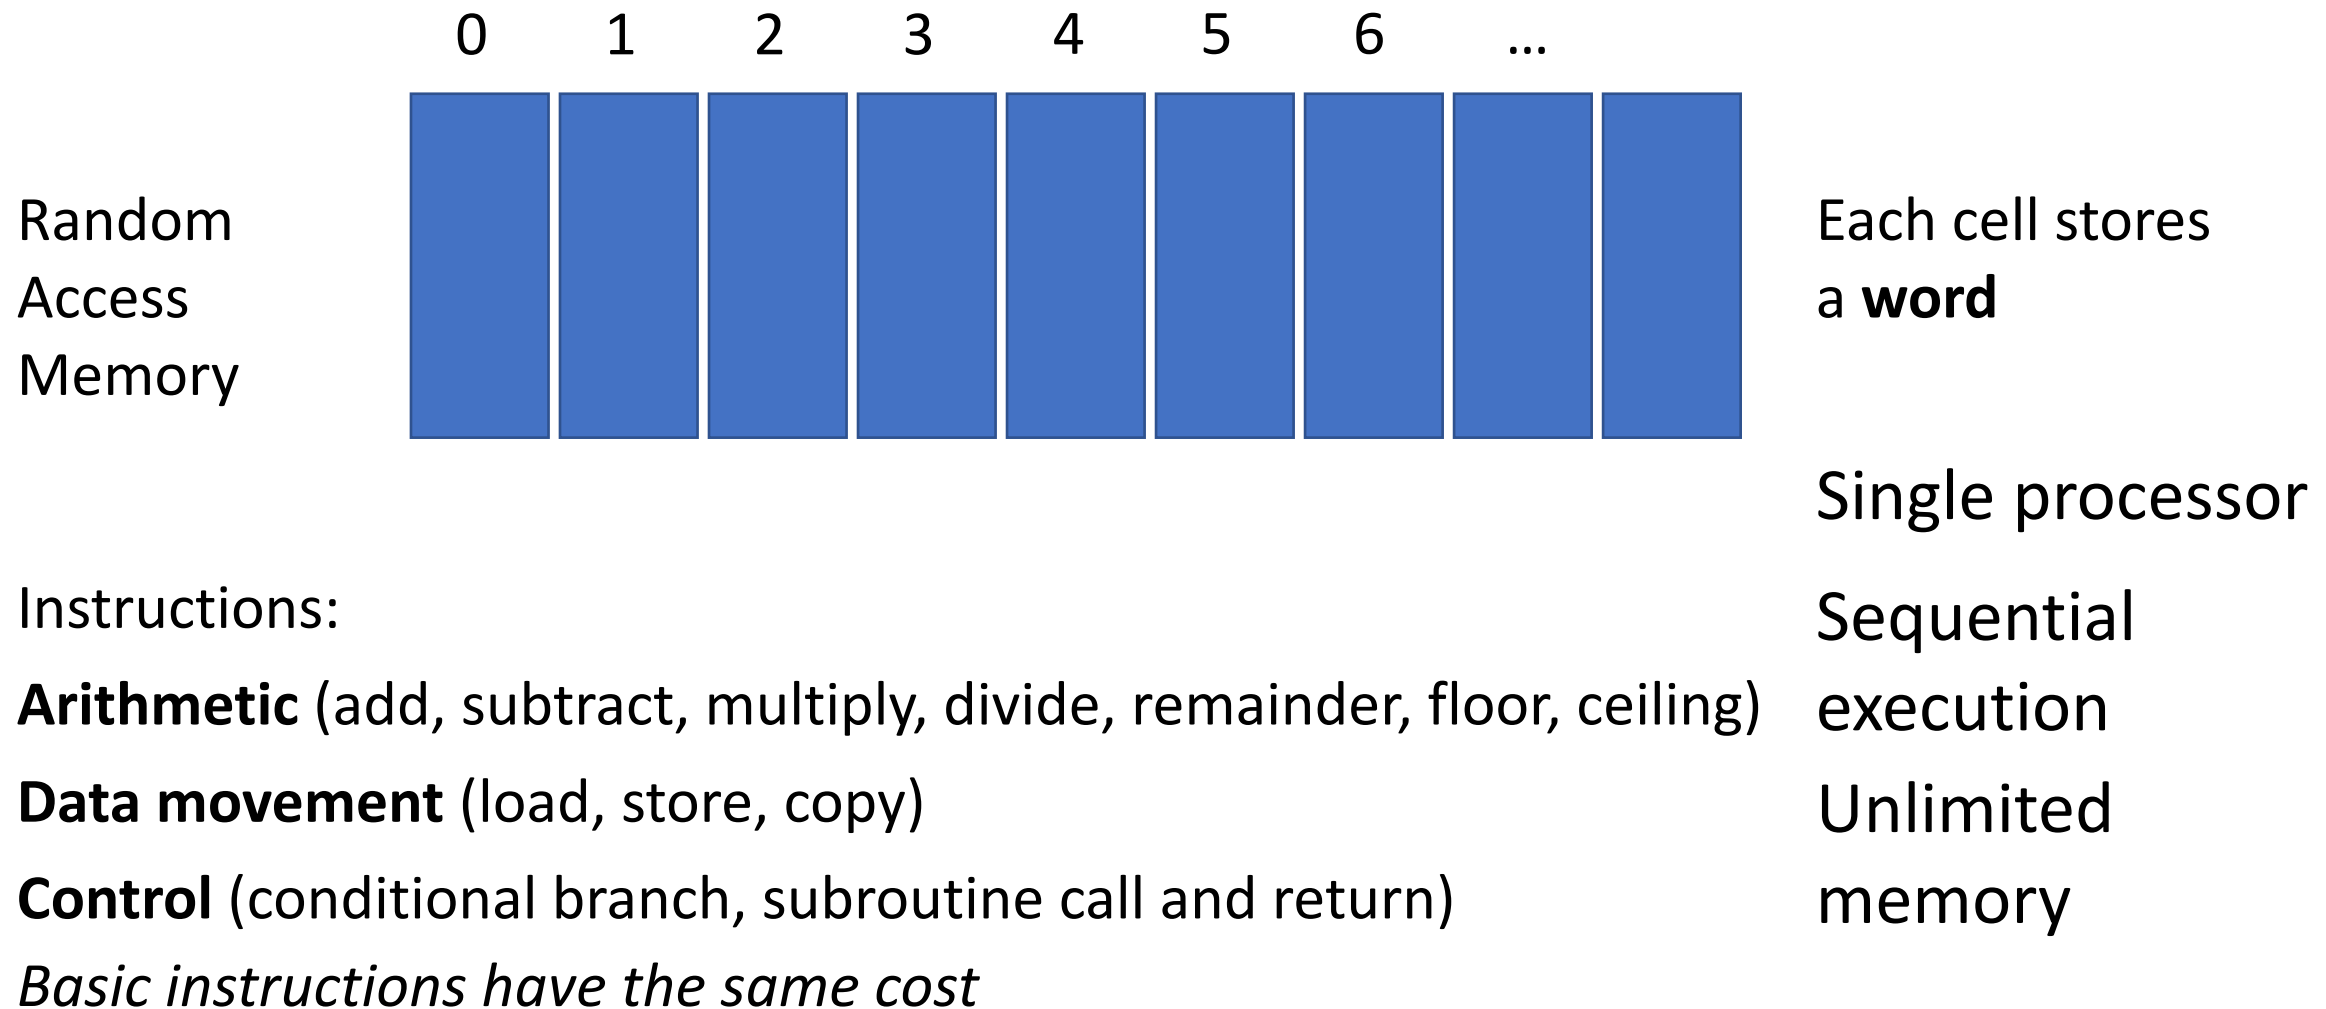 0 1 2 3 4 5 6 ...
Random
Access
Memory
Each cell stores
a word
Single processor
Sequential
execution
Unlimited
memory
Instructions:
Arithmetic (add, subtract, multiply, divide, remainder, floor, ceiling)
Data movement (load, store, copy)
Control (conditional branch, subroutine call and return)
Basic instructions have the same cost